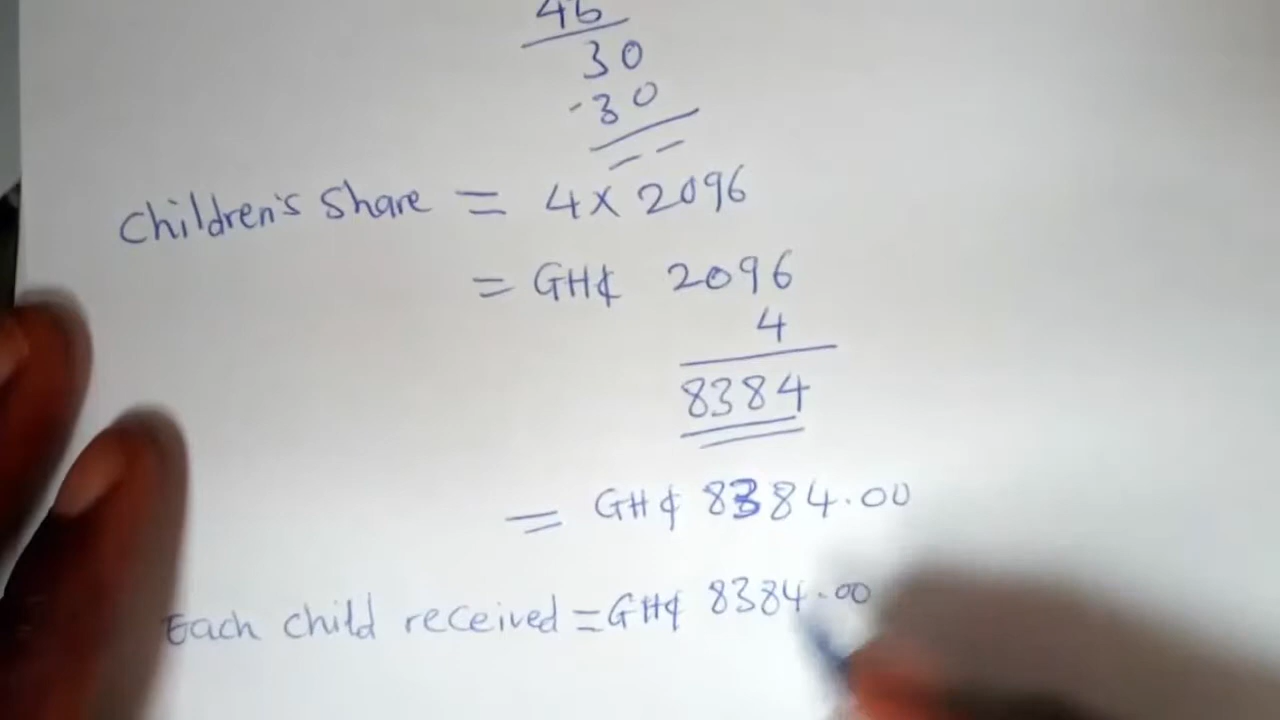 45
30
-30
Children's Share = 4 × 2096
= GH¢ 2096
4
8384
= GH¢ 8384.00
Each child received = GH¢ 8384.00